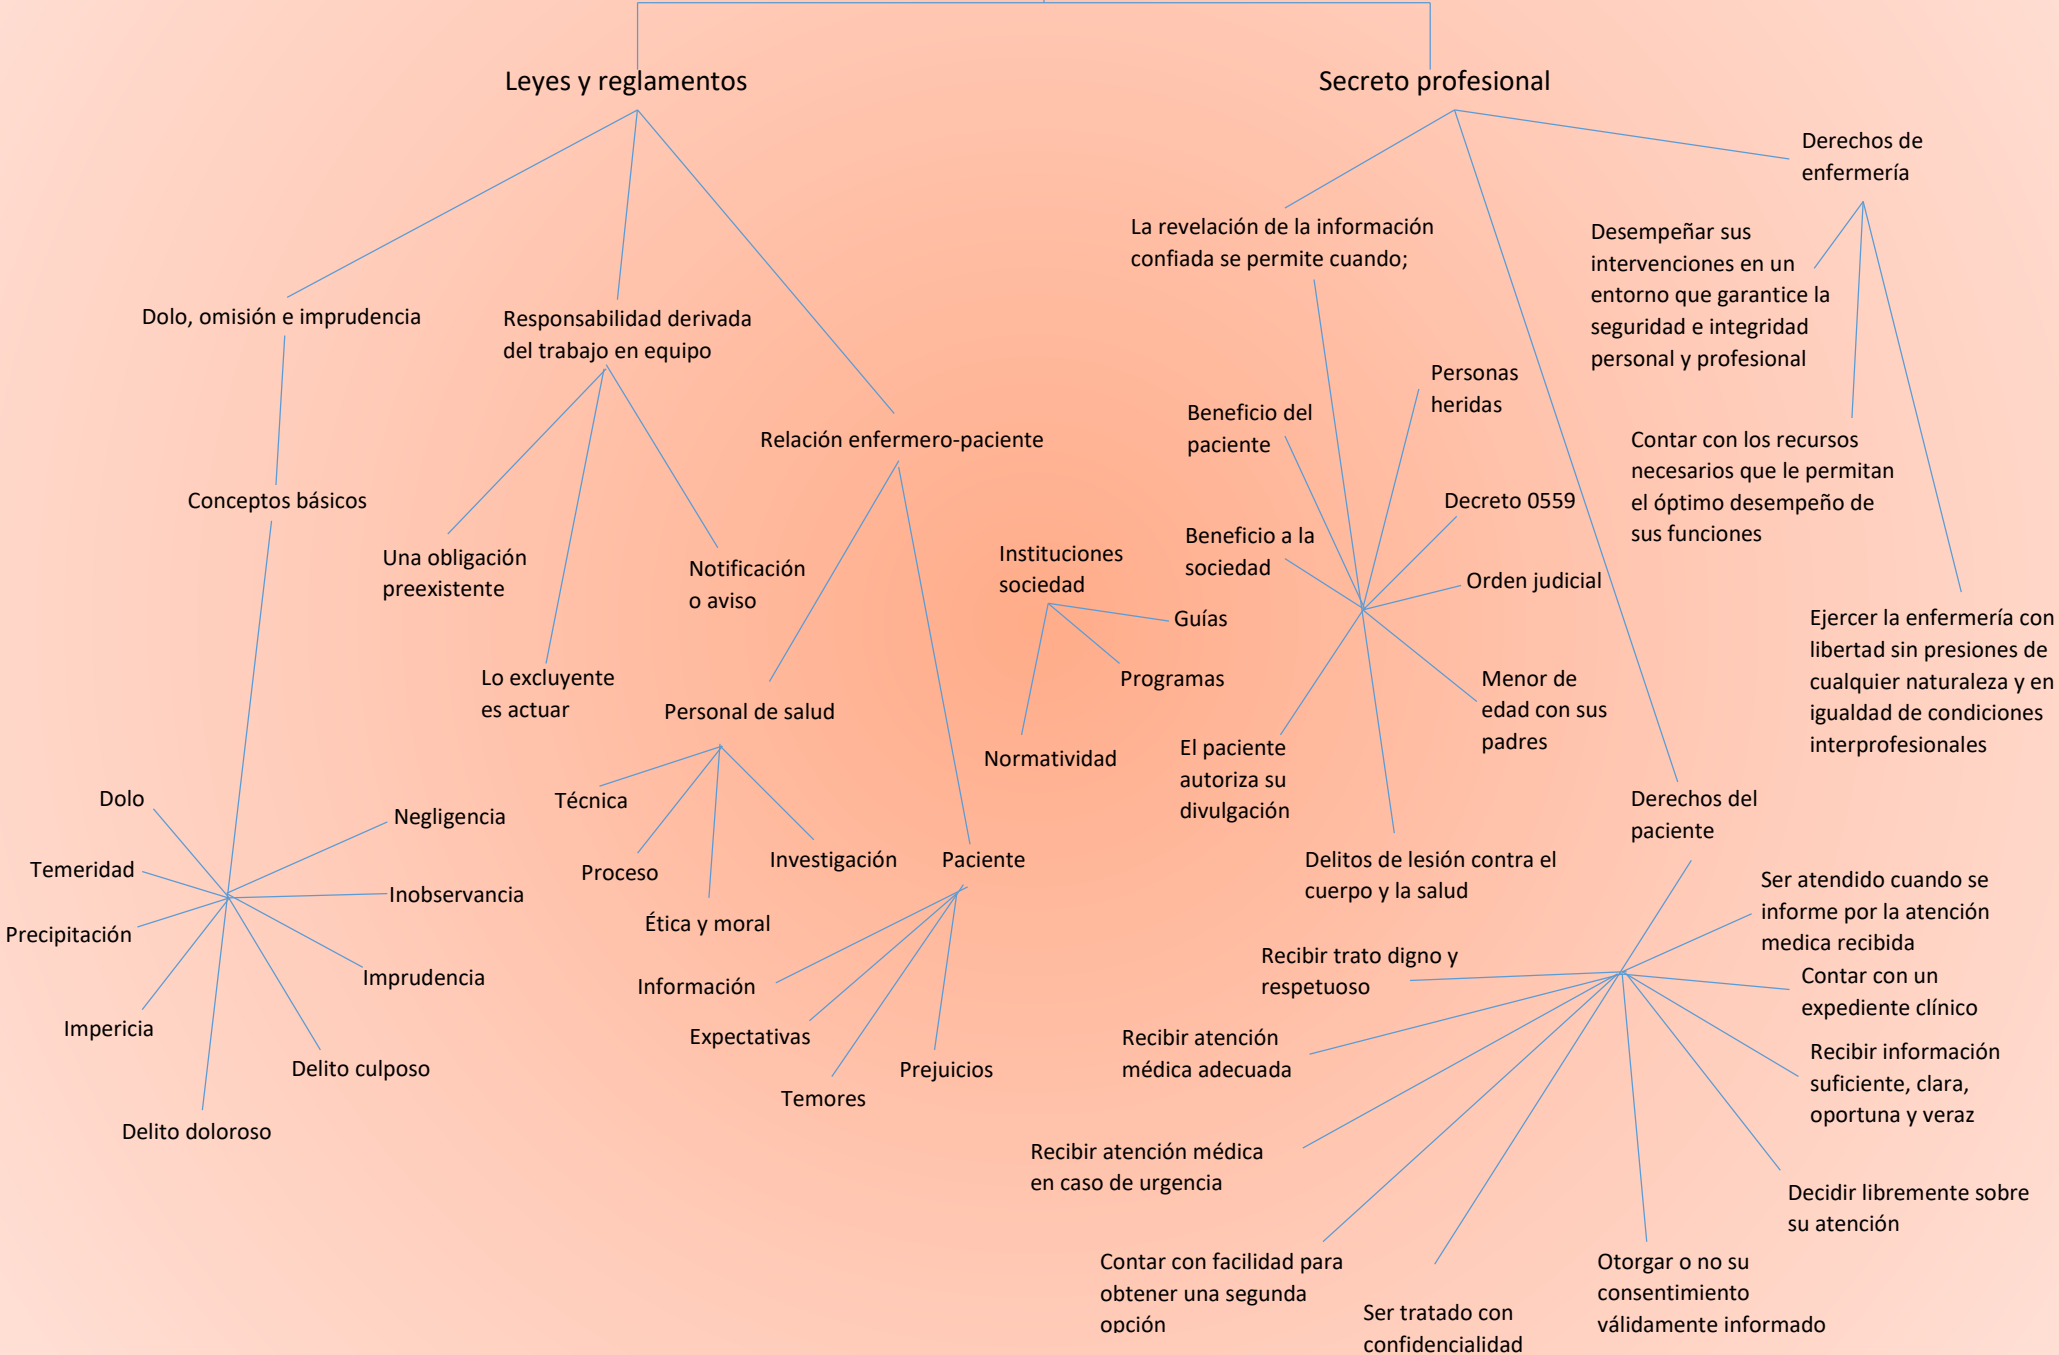 Leyes y reglamentos
Secreto profesional
Derechos de
enfermería
La revelación de la información
confiada se permite cuando;
Desempeñar sus
intervenciones en un
entorno que garantice la
seguridad e integridad
personal y profesional
Dolo, omisión e imprudencia
Responsabilidad derivada
del trabajo en equipo
Personas
heridas
Beneficio del
paciente
Relación enfermero-paciente
Contar con los recursos
necesarios que le permitan
el óptimo desempeño de
sus funciones
Conceptos básicos
Decreto 0559
Una obligación
preexistente
Notificación
o aviso
Instituciones
sociedad
Beneficio a la
sociedad
Orden judicial
Guías
Ejercer la enfermería con
libertad sin presiones de
cualquier naturaleza y en
igualdad de condiciones
interprofesionales
Lo excluyente
es actuar
Programas
Menor de
edad con sus
padres
Personal de salud
Normatividad
El paciente
autoriza su
divulgación
Dolo
Técnica
Derechos del
paciente
Negligencia
Temeridad
Proceso
Investigación
Paciente
Delitos de lesión contra el
cuerpo y la salud
Inobservancia
Ser atendido cuando se
informe por la atención
medica recibida
Precipitación
Ética y moral
Imprudencia
Información
Recibir trato digno y
respetuoso
Contar con un
expediente clínico
Impericia
Expectativas
Recibir atención
médica adecuada
Recibir información
suficiente, clara,
oportuna y veraz
Delito culposo
Prejuicios
Temores
Delito doloroso
Recibir atención médica
en caso de urgencia
Decidir libremente sobre
su atención
Contar con facilidad para
obtener una segunda
opción
Ser tratado con
confidencialidad
Otorgar o no su
consentimiento
válidamente informado